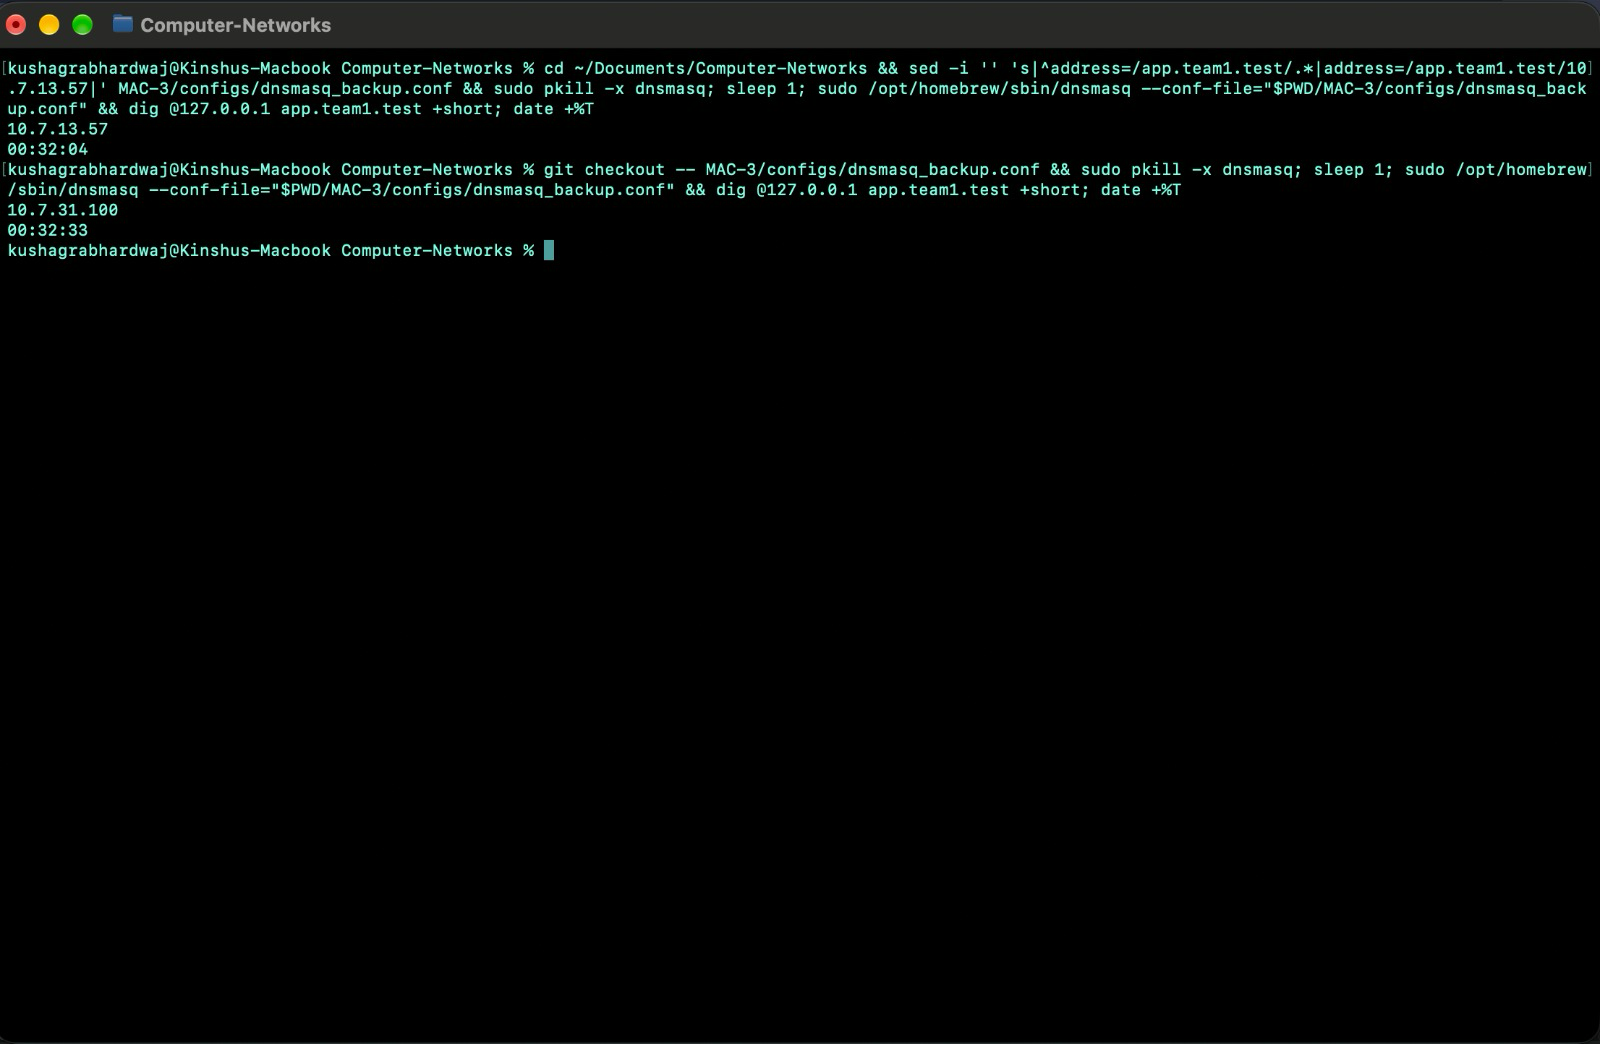 Computer-Networks
[kushagrabhardwaj@Kinshus-Macbook Computer-Networks % cd ~/Documents/Computer-Networks && sed -i '' 's|^address=/app.team1.test/.*|address=/app.team1.test/10]
.7.13.57|' MAC-3/configs/dnsmasq_backup.conf && sudo pkill -x dnsmasq; sleep 1; sudo /opt/homebrew/sbin/dnsmasq --conf-file="$PWD/MAC-3/configs/dnsmasq_back
up.conf" && dig @127.0.0.1 app.team1.test +short; date +%T
10.7.13.57
00:32:04
[kushagrabhardwaj@Kinshus-Macbook Computer-Networks % git checkout -- MAC-3/configs/dnsmasq_backup.conf && sudo pkill -x dnsmasq; sleep 1; sudo /opt/homebrew]
/sbin/dnsmasq --conf-file="$PWD/MAC-3/configs/dnsmasq_backup.conf" && dig @127.0.0.1 app.team1.test +short; date +%T
10.7.31.100
00:32:33
kushagrabhardwaj@Kinshus-Macbook Computer-Networks %